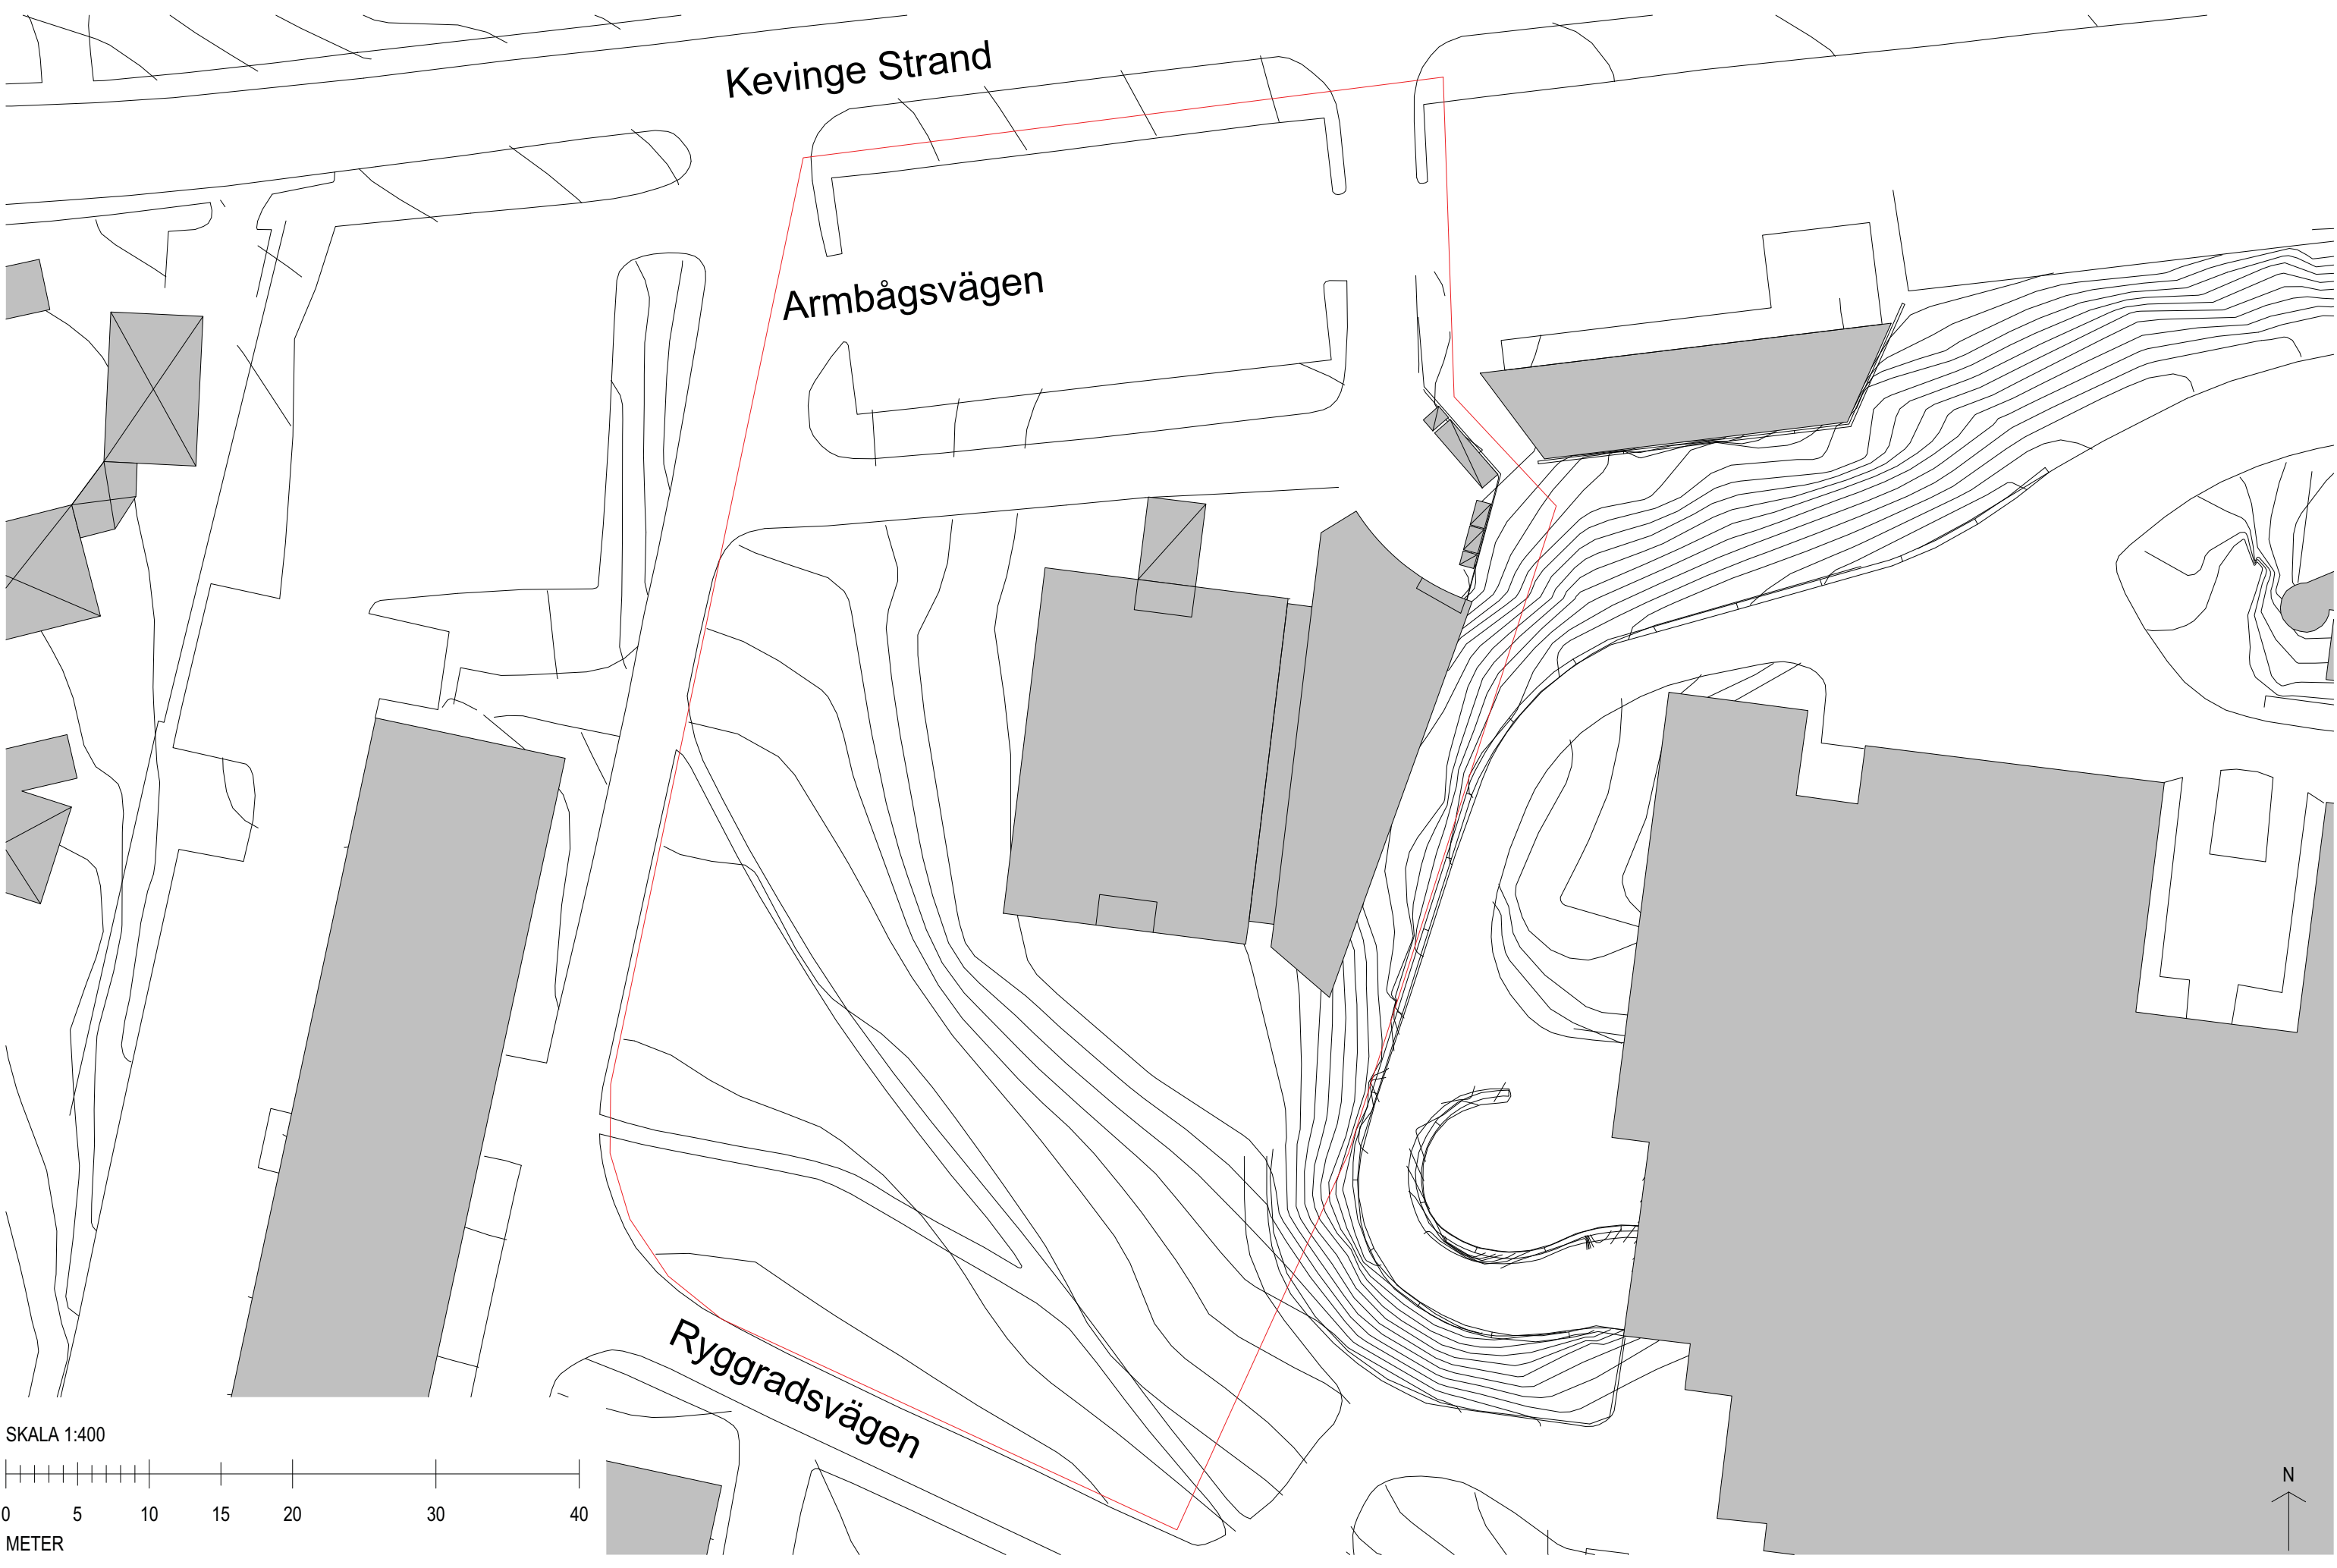 Kevinge Strand
Armbågsvägen
Ryggradsvägen
SKALA 1:400
0 5 10 15 20 30 40
METER
N